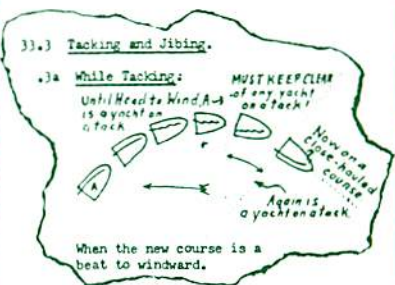 33.3 Tacking and Jibing.
.3a While Tacking:
Until Head to Wind, A
is a yacht on
a tack
MUST KEEP CLEAR
of any yacht
on a tack!
Now on a
close-hauled
course
A
Again is
a yacht on a tack
When the new course is a
beat to windward.